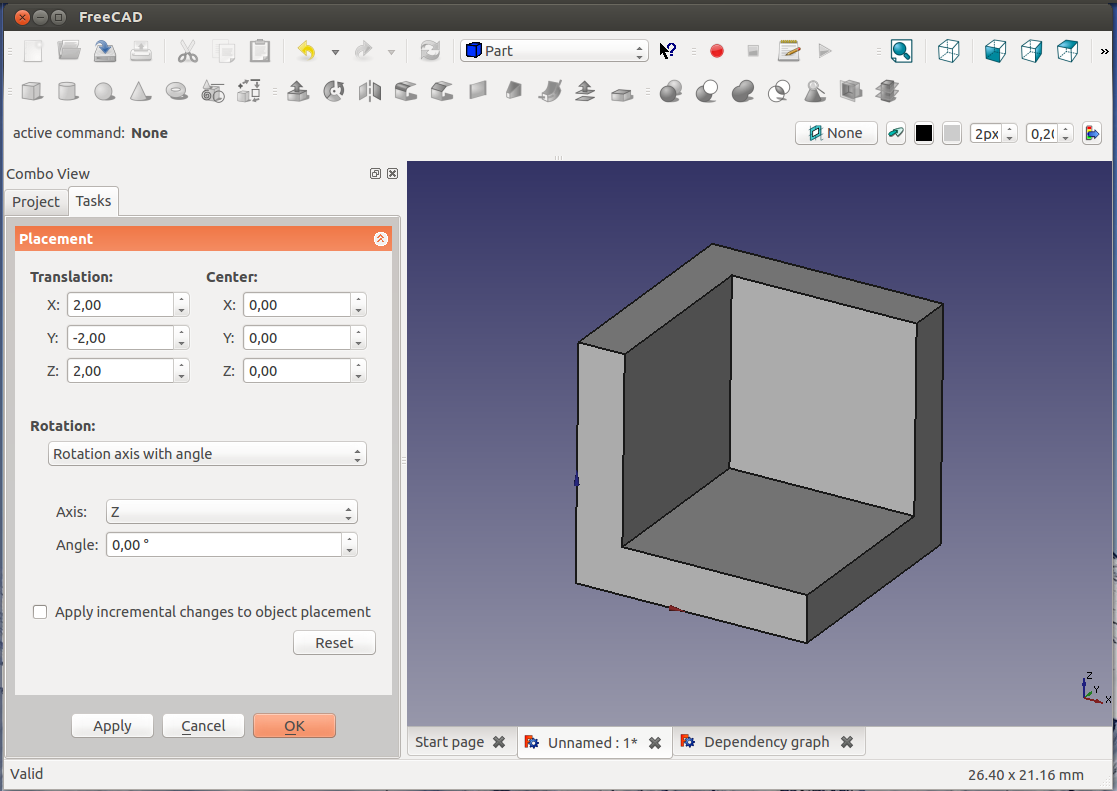 FreeCAD
Part
»
active command: None
None
2px
0,20
Combo View
Project
Tasks
Placement
Translation:
Center:
X: 2,00
X: 0,00
Y: -2,00
Y: 0,00
Z: 2,00
Z: 0,00
Rotation:
Rotation axis with angle
Axis: Z
Angle: 0,00 °
Apply incremental changes to object placement
Reset
Apply
Cancel
OK
Z
Y
X
Start page
Unnamed : 1*
Dependency graph
Valid
26.40 x 21.16 mm